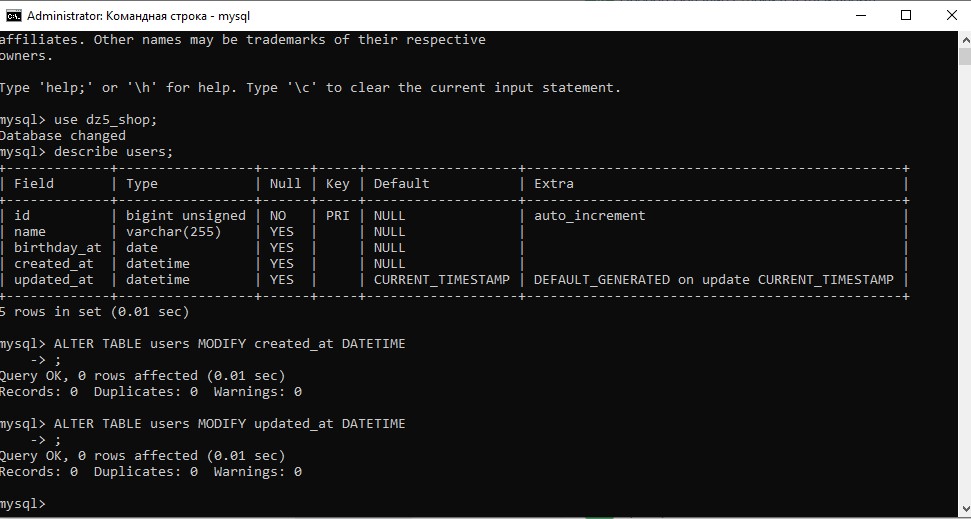 Administrator: Командная строка - mysql
affiliates. Other names may be trademarks of their respective
owners.
Type 'help;' or '\h' for help. Type '\c' to clear the current input statement.
mysql> use dz5_shop;
Database changed
mysql> describe users;
+-------------+-----------------+------+-----+-------------------+-----------------------------------------------+
| Field       | Type            | Null | Key | Default           | Extra                                         |
+-------------+-----------------+------+-----+-------------------+-----------------------------------------------+
| id          | bigint unsigned | NO   | PRI | NULL              | auto_increment                                |
| name        | varchar(255)    | YES  |     | NULL              |                                               |
| birthday_at | date            | YES  |     | NULL              |                                               |
| created_at  | datetime        | YES  |     | NULL              |                                               |
| updated_at  | datetime        | YES  |     | CURRENT_TIMESTAMP | DEFAULT_GENERATED on update CURRENT_TIMESTAMP |
+-------------+-----------------+------+-----+-------------------+-----------------------------------------------+
5 rows in set (0.01 sec)
mysql> ALTER TABLE users MODIFY created_at DATETIME
    -> ;
Query OK, 0 rows affected (0.01 sec)
Records: 0  Duplicates: 0  Warnings: 0
mysql> ALTER TABLE users MODIFY updated_at DATETIME
    -> ;
Query OK, 0 rows affected (0.01 sec)
Records: 0  Duplicates: 0  Warnings: 0
mysql>